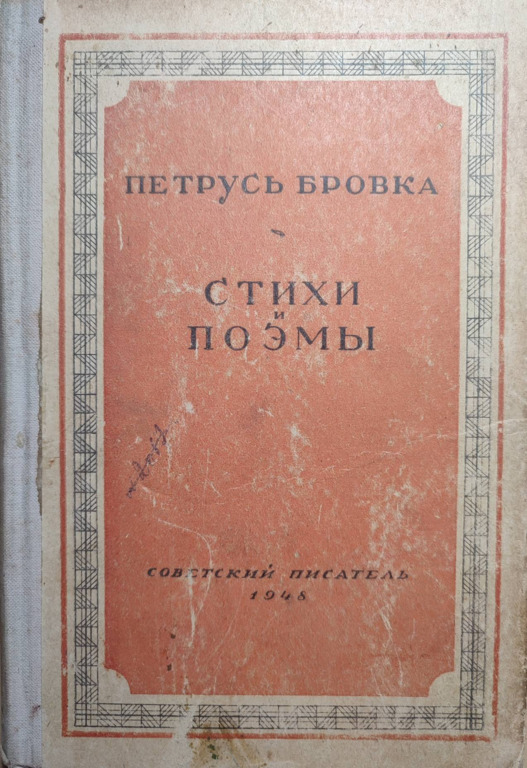 ПЕТРУСЬ БРОВКА
СТИХИ
И
ПОЭМЫ
СОВЕТСКИЙ ПИСАТЕЛЬ
1948